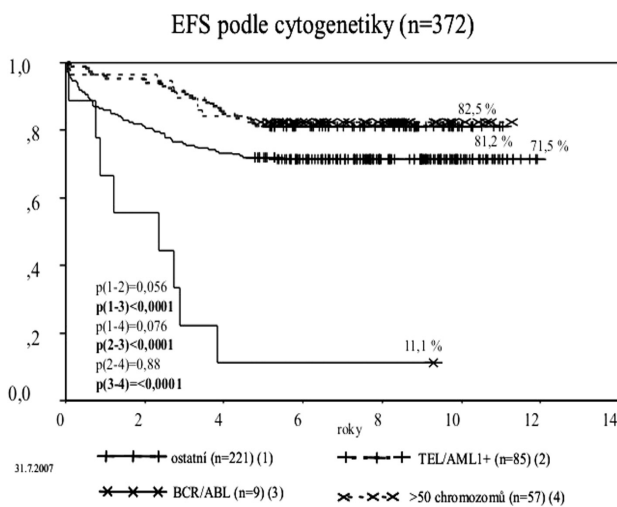 EFS podle cytogenetiky (n=372)
1,0
,8
,6
,4
,2
0,0
82,5 %
81,2 %
71,5 %
11,1 %
p(1-2)=0,056
p(1-3)<0,0001
p(1-4)=0,076
p(2-3)<0,0001
p(2-4)=0,88
p(3-4)=<0,0001
0 2 4 6 8 10 12 14
roky
ostatní (n=221) (1)
TEL/AML1+ (n=85) (2)
31.7.2007
BCR/ABL (n=9) (3)
>50 chromozomů (n=57) (4)